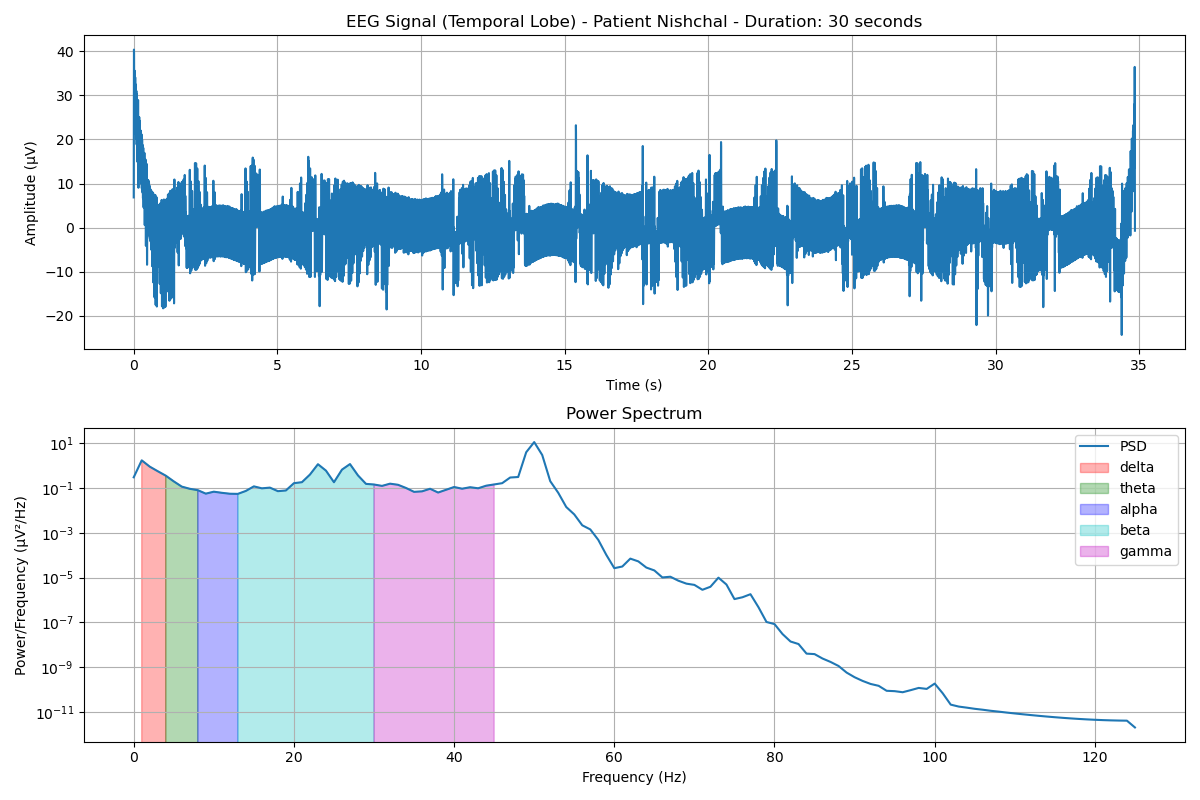 EEG Signal (Temporal Lobe) - Patient Nishchal - Duration: 30 seconds
40
30
20
10
0
−10
−20
Amplitude (µV)
0 5 10 15 20 25 30 35
Time (s)
Power Spectrum
10¹
10⁻¹
10⁻³
10⁻⁵
10⁻⁷
10⁻⁹
10⁻¹¹
Power/Frequency (µV²/Hz)
PSD
delta
theta
alpha
beta
gamma
0 20 40 60 80 100 120
Frequency (Hz)